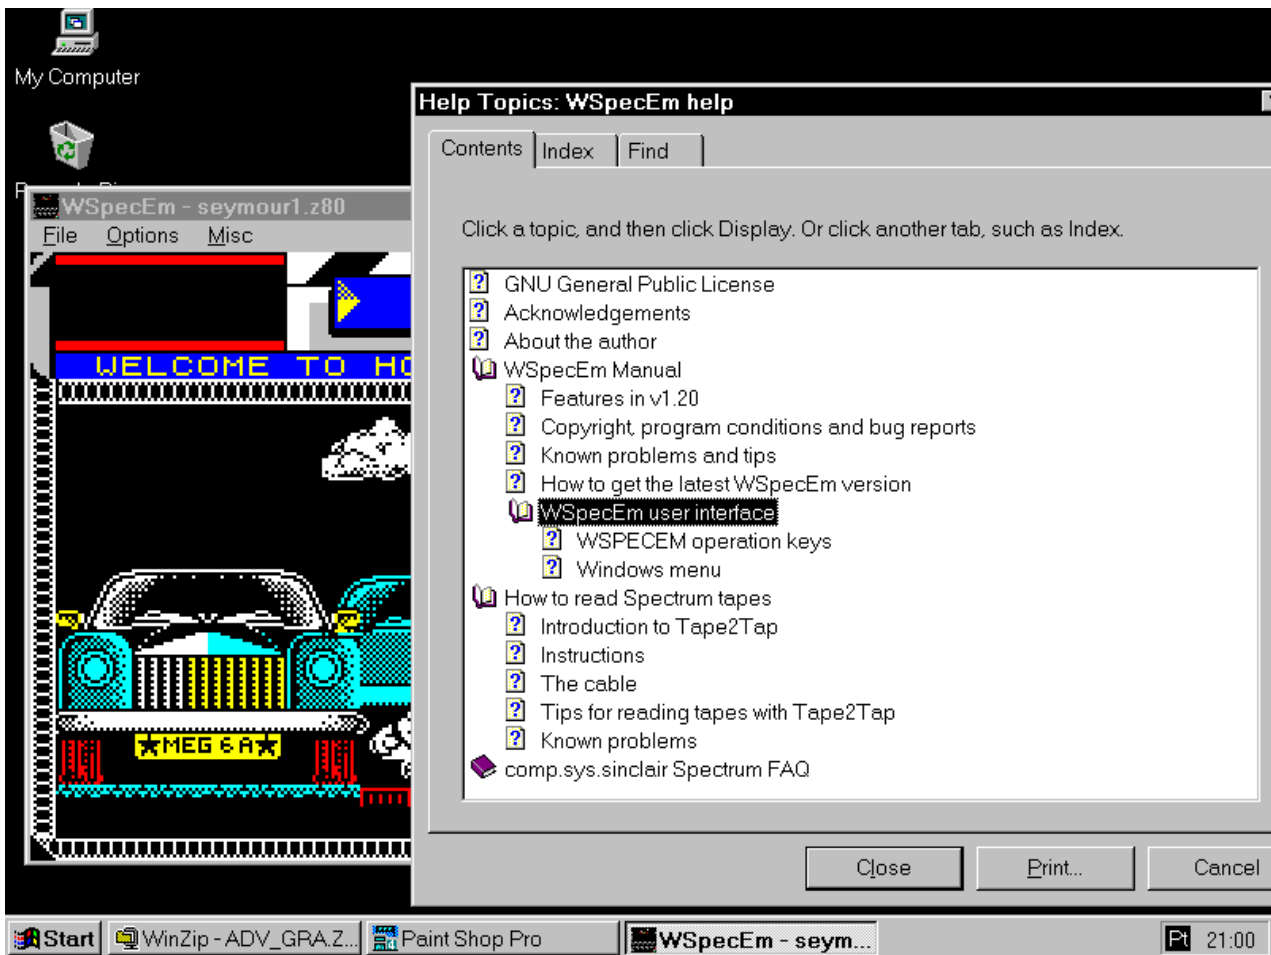 My Computer
Help Topics: WSpecEm help
Contents
Index
Find
WSpecEm - seymour1.z80
File Options Misc
Click a topic, and then click Display. Or click another tab, such as Index.
GNU General Public License
Acknowledgements
About the author
WSpecEm Manual
Features in v1.20
Copyright, program conditions and bug reports
Known problems and tips
How to get the latest WSpecEm version
WSpecEm user interface
WSPECEM operation keys
Windows menu
How to read Spectrum tapes
Introduction to Tape2Tap
Instructions
The cable
Tips for reading tapes with Tape2Tap
Known problems
comp.sys.sinclair Spectrum FAQ
WELCOME TO HO
MEG 6 A
Close
Print...
Cancel
Start
WinZip - ADV_GRA.Z...
Paint Shop Pro
WSpecEm - seym...
Pt
21:00